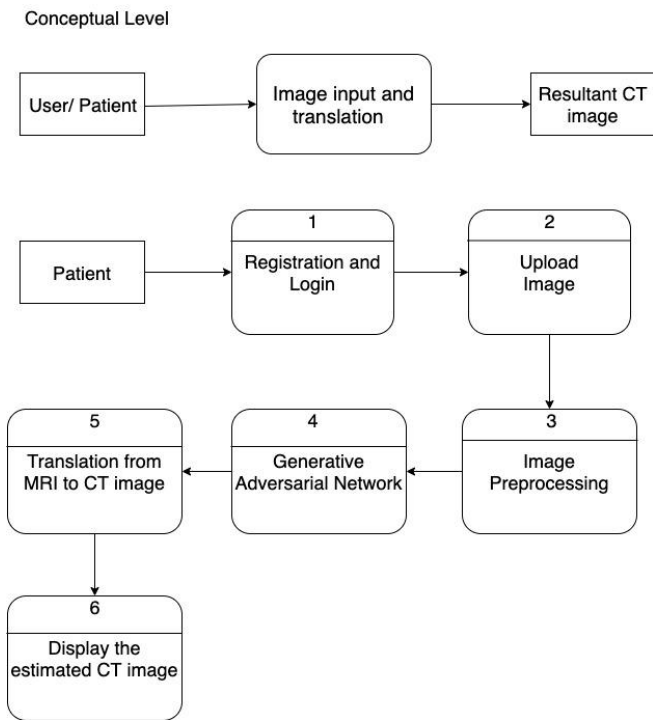 Conceptual Level
User/ Patient
Image input and
translation
Resultant CT
image
Patient
1
Registration and
Login
2
Upload
Image
3
Image
Preprocessing
4
Generative
Adversarial Network
5
Translation from
MRI to CT image
6
Display the
estimated CT image